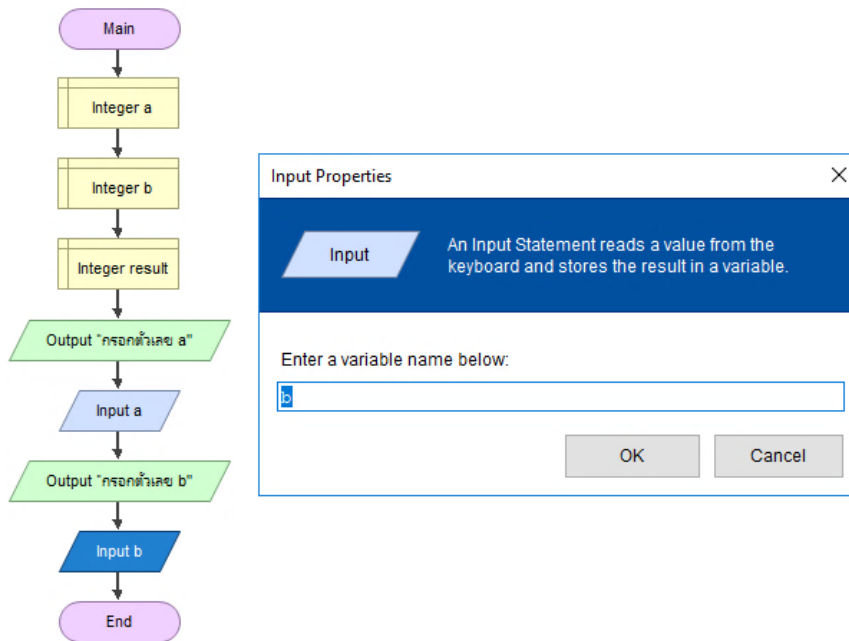 Main
Integer a
Integer b
Integer result
Output "กรอกตัวเลข a"
Input a
Output "กรอกตัวเลข b"
Input b
End
Input Properties
Input
An Input Statement reads a value from the
keyboard and stores the result in a variable.
Enter a variable name below:
b
OK
Cancel